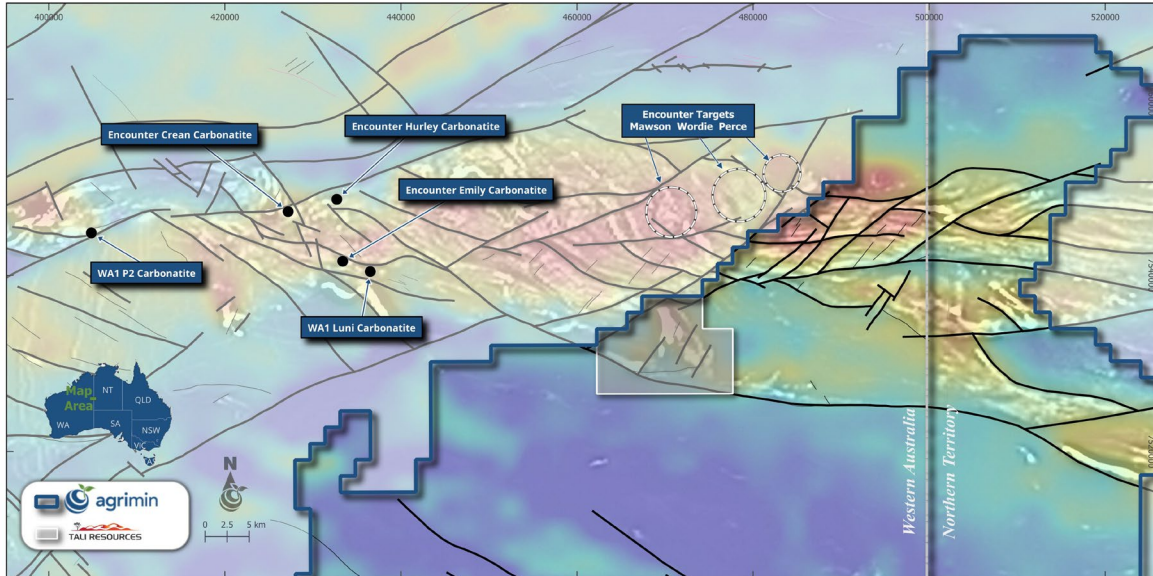 400000
420000
440000
460000
480000
500000
520000
Encounter Crean Carbonatite
Encounter Hurley Carbonatite
Encounter Targets
Mawson Wordie Perce
Encounter Emily Carbonatite
WA1 P2 Carbonatite
WA1 Luni Carbonatite
7540000
Western Australia
Northern Territory
Map
Area
NT
QLD
WA
SA
NSW
VIC
agrimin
TALI RESOURCES
N
0 2.5 5 km